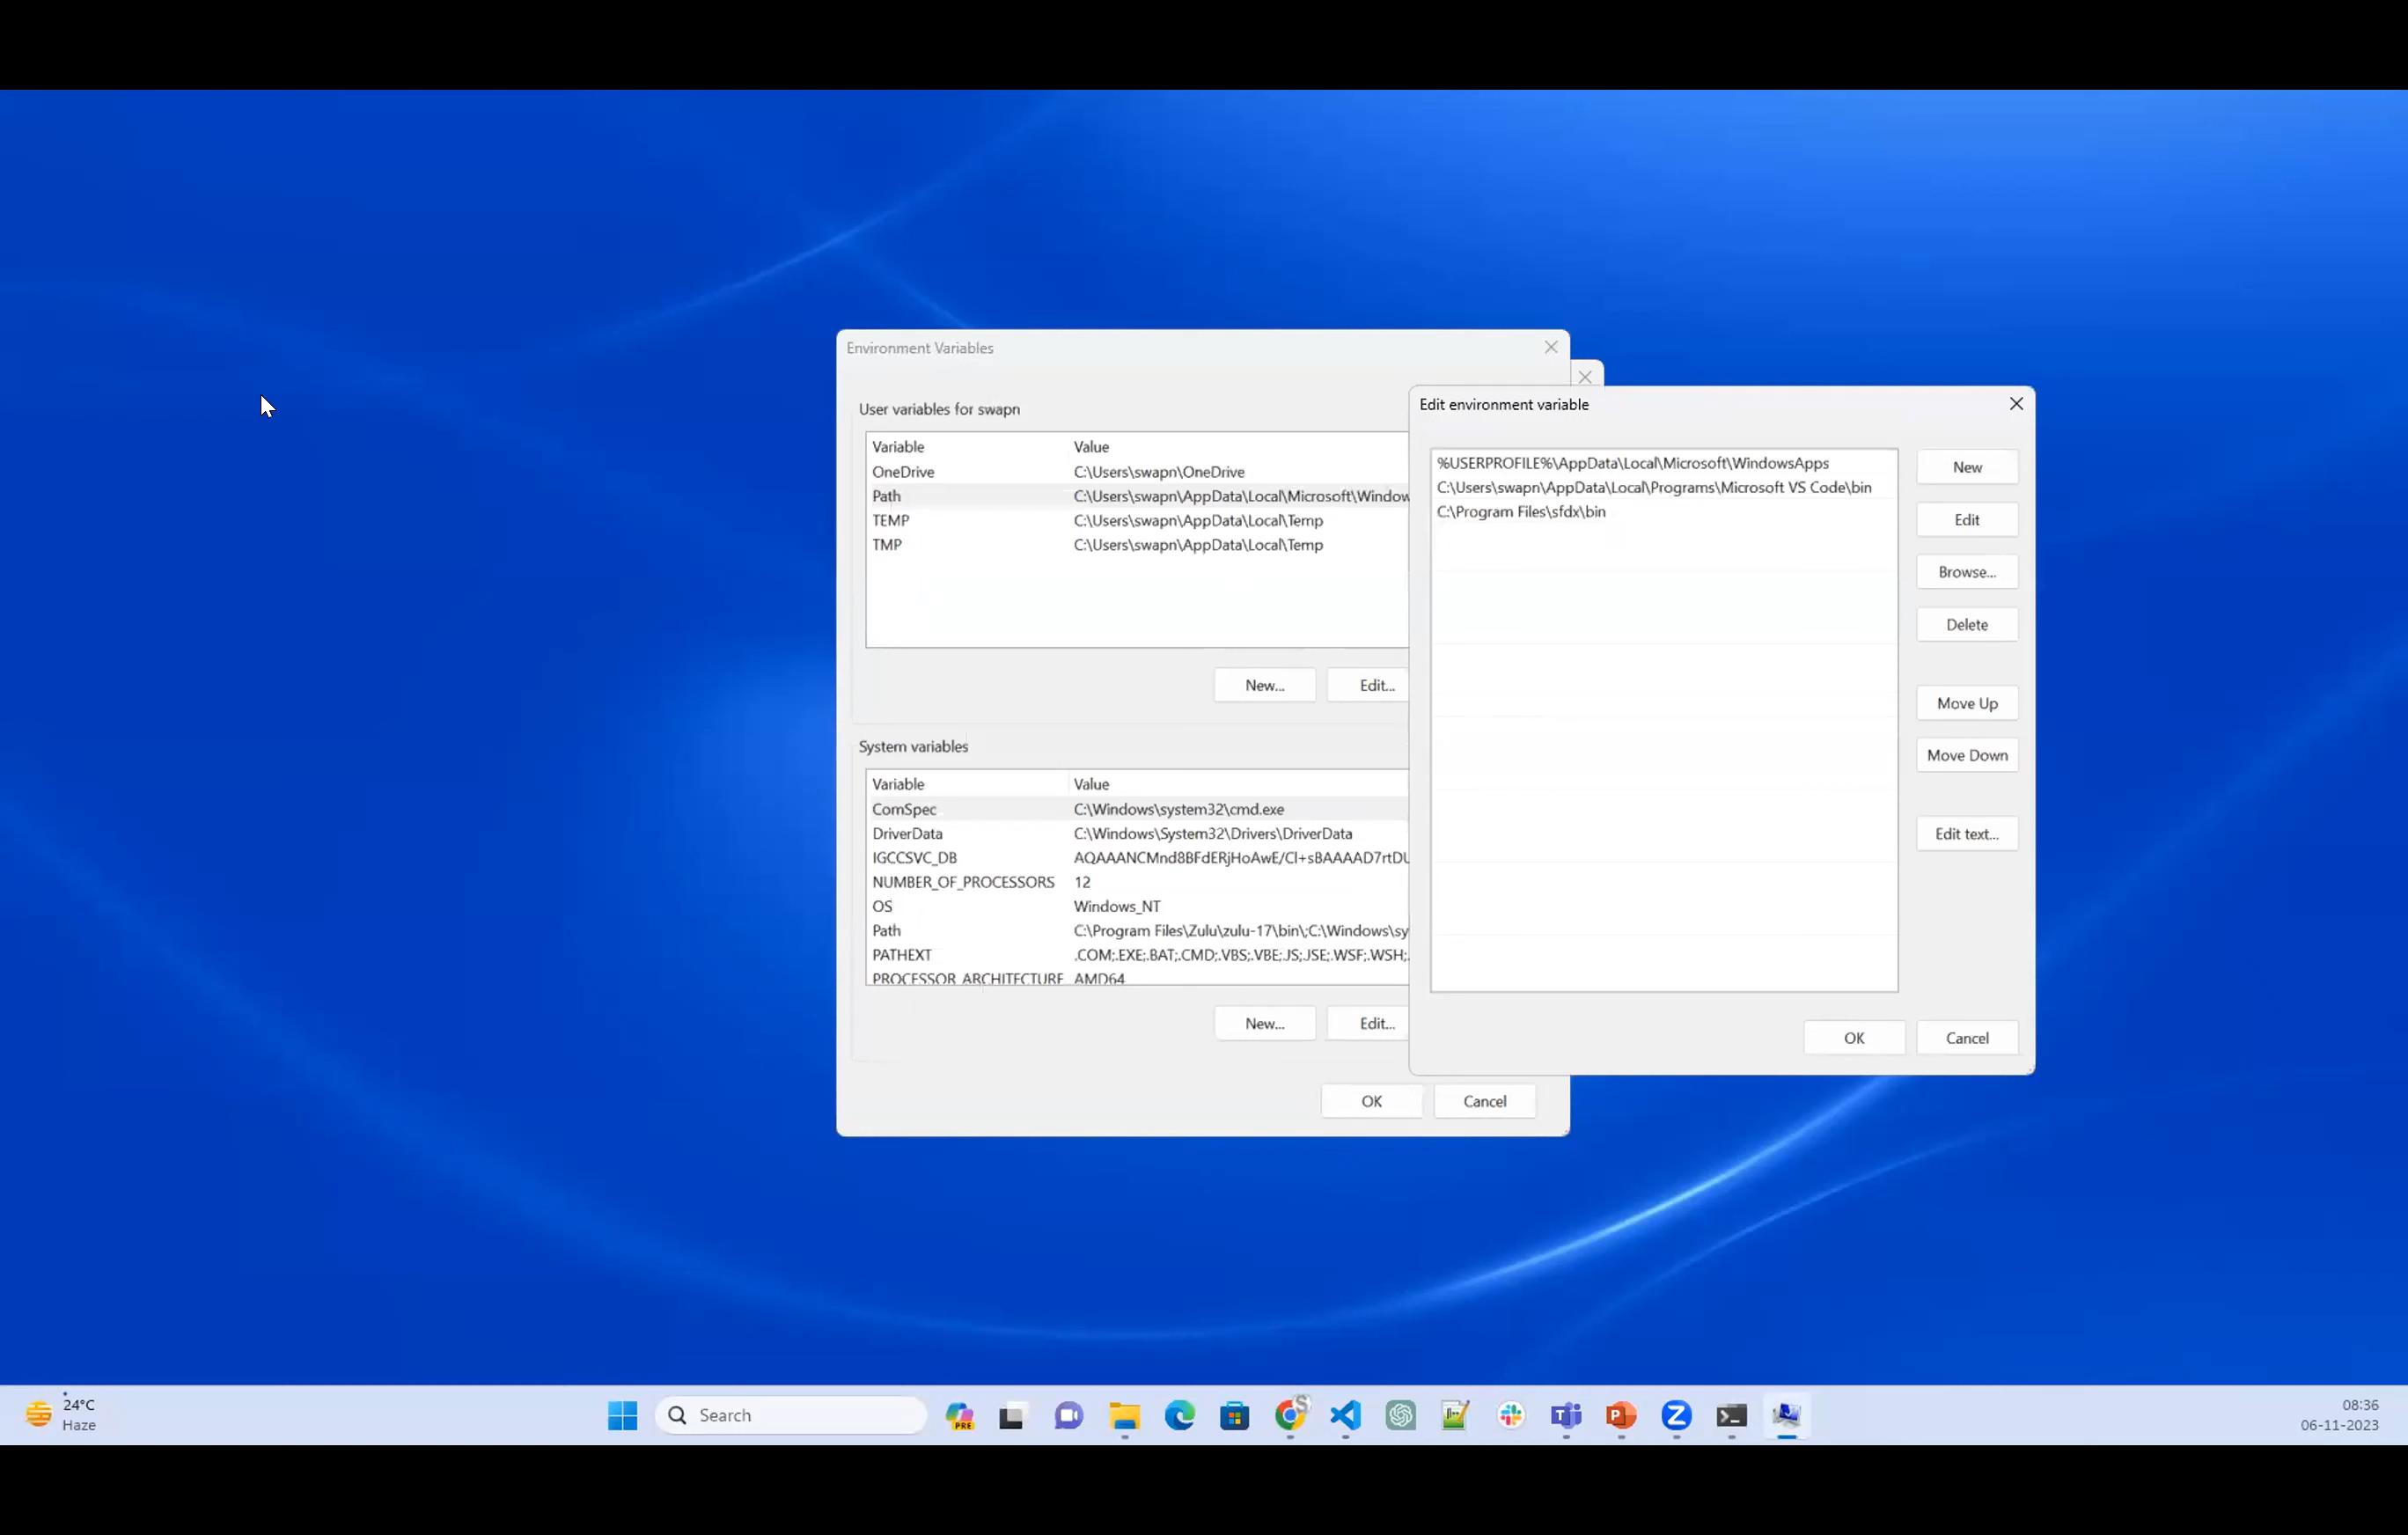 Environment Variables
User variables for swapn
Variable Value
OneDrive C:\Users\swapn\OneDrive
Path C:\Users\swapn\AppData\Local\Microsoft\Window
TEMP C:\Users\swapn\AppData\Local\Temp
TMP C:\Users\swapn\AppData\Local\Temp
New... Edit...
System variables
Variable Value
ComSpec C:\Windows\system32\cmd.exe
DriverData C:\Windows\System32\Drivers\DriverData
IGCCSVC_DB AQAAANCMnd8BFdERjHoAwE/Cl+sBAAAAD7rtDU
NUMBER_OF_PROCESSORS 12
OS Windows_NT
Path C:\Program Files\Zulu\zulu-17\bin\;C:\Windows\sy
PATHEXT .COM;.EXE;.BAT;.CMD;.VBS;.VBE;.JS;.JSE;.WSF;.WSH;.
PROCESSOR_ARCHITECTURE AMD64
New... Edit...
OK Cancel
Edit environment variable
%USERPROFILE%\AppData\Local\Microsoft\WindowsApps
C:\Users\swapn\AppData\Local\Programs\Microsoft VS Code\bin
C:\Program Files\sfdx\bin
New
Edit
Browse...
Delete
Move Up
Move Down
Edit text...
OK Cancel
24°C
Haze
Search
PRE
08:36
06-11-2023